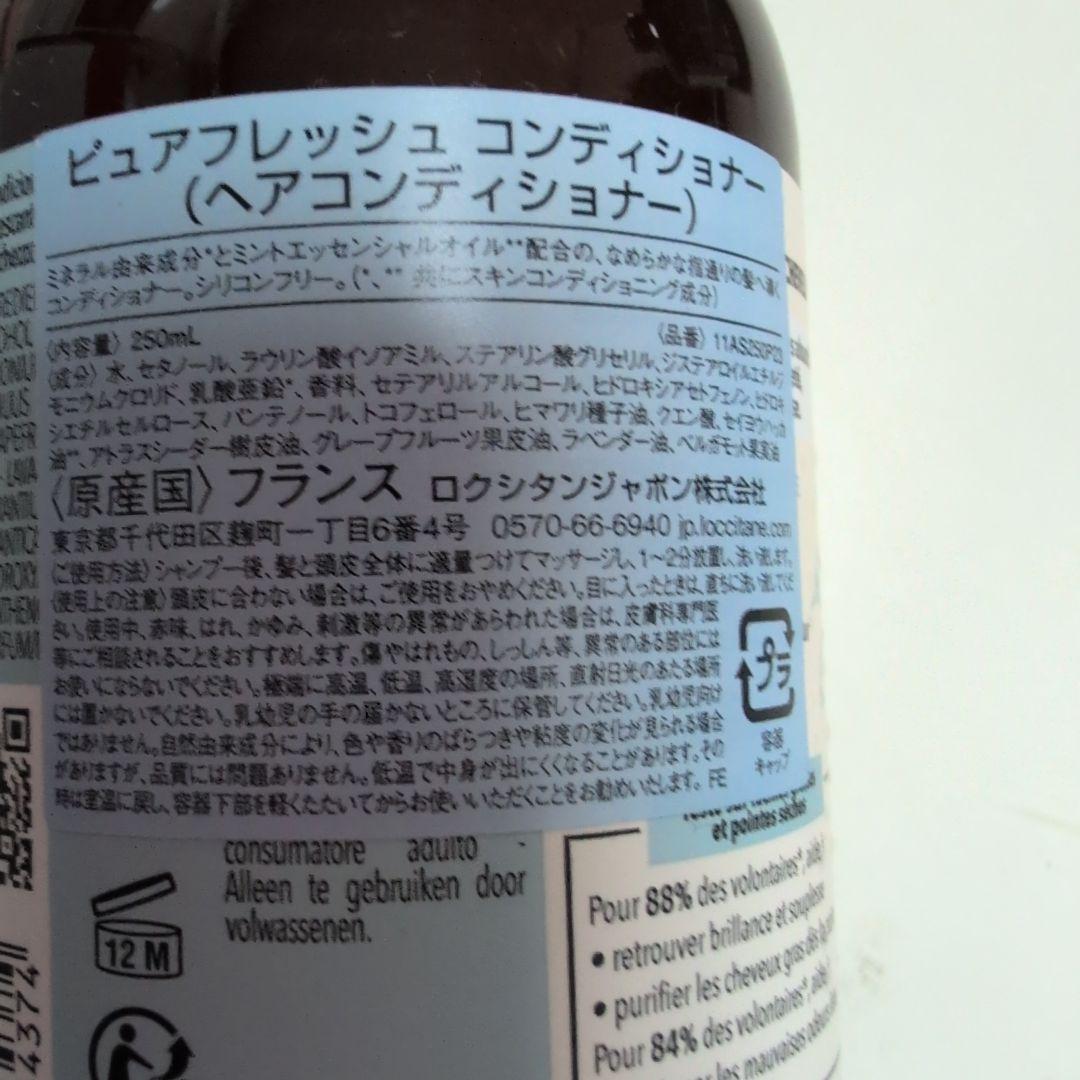 ピュアフレッシュ コンディショナー
(ヘアコンディショナー)
ミネラル由来成分*とミントエッセンシャルオイル**配合の、なめらかな指通りの髪へ導く
コンディショナー。シリコンフリー。(*、** 共にスキンコンディショニング成分)
〈内容量〉 250mL 〈品番〉 11AS250P23
〈成分〉 水、セタノール、ラウリン酸イソアミル、ステアリン酸グリセリル、ジステアロイルエチルジ
モニウムクロリド、乳酸亜鉛*、香料、セテアリルアルコール、ヒドロキシアセトフェノン、ヒドロキ
シエチルセルロース、パンテノール、トコフェロール、ヒマワリ種子油、クエン酸、セイヨウハッカ
油**、アトラスシーダー樹皮油、グレープフルーツ果皮油、ラベンダー油、ベルガモット果実油
〈原産国〉フランス ロクシタンジャポン株式会社
東京都千代田区麹町一丁目6番4号 0570-66-6940 jp.loccitane.com
〈ご使用方法〉シャンプー後、髪と頭皮全体に適量つけてマッサージし、1〜2分放置し、洗い流します。
〈使用上の注意〉頭皮に合わない場合は、ご使用をおやめください。目に入ったときは、直ちに洗い流してくだ
さい。使用中、赤味、はれ、かゆみ、刺激等の異常があらわれた場合は、皮膚科専門医
等にご相談されることをおすすめします。傷やはれもの、しっしん等、異常のある部位には
お使いにならないでください。極端に高温、低温、高湿度の場所、直射日光のあたる場所
には置かないでください。乳幼児の手の届かないところに保管してください。乳幼児向け
ではありません。自然由来成分により、色や香りのばらつきや粘度の変化が見られる場合
がありますが、品質には問題ありません。低温で中身が出にくくなることがあります。その
時は室温に戻し、容器下部を軽くたたいてからお使いいただくことをお勧めいたします。 FE
プラ
容器
キャップ
et pointes sèches
consumatore adulto -
Alleen te gebruiken door
volwassenen.
12 M
4374
Pour 88% des volontaires*, aide
• retrouver brillance et souplesse
• purifier les cheveux gras dès
Pour 84% des volontaires*, aide
les mauvaises odeurs